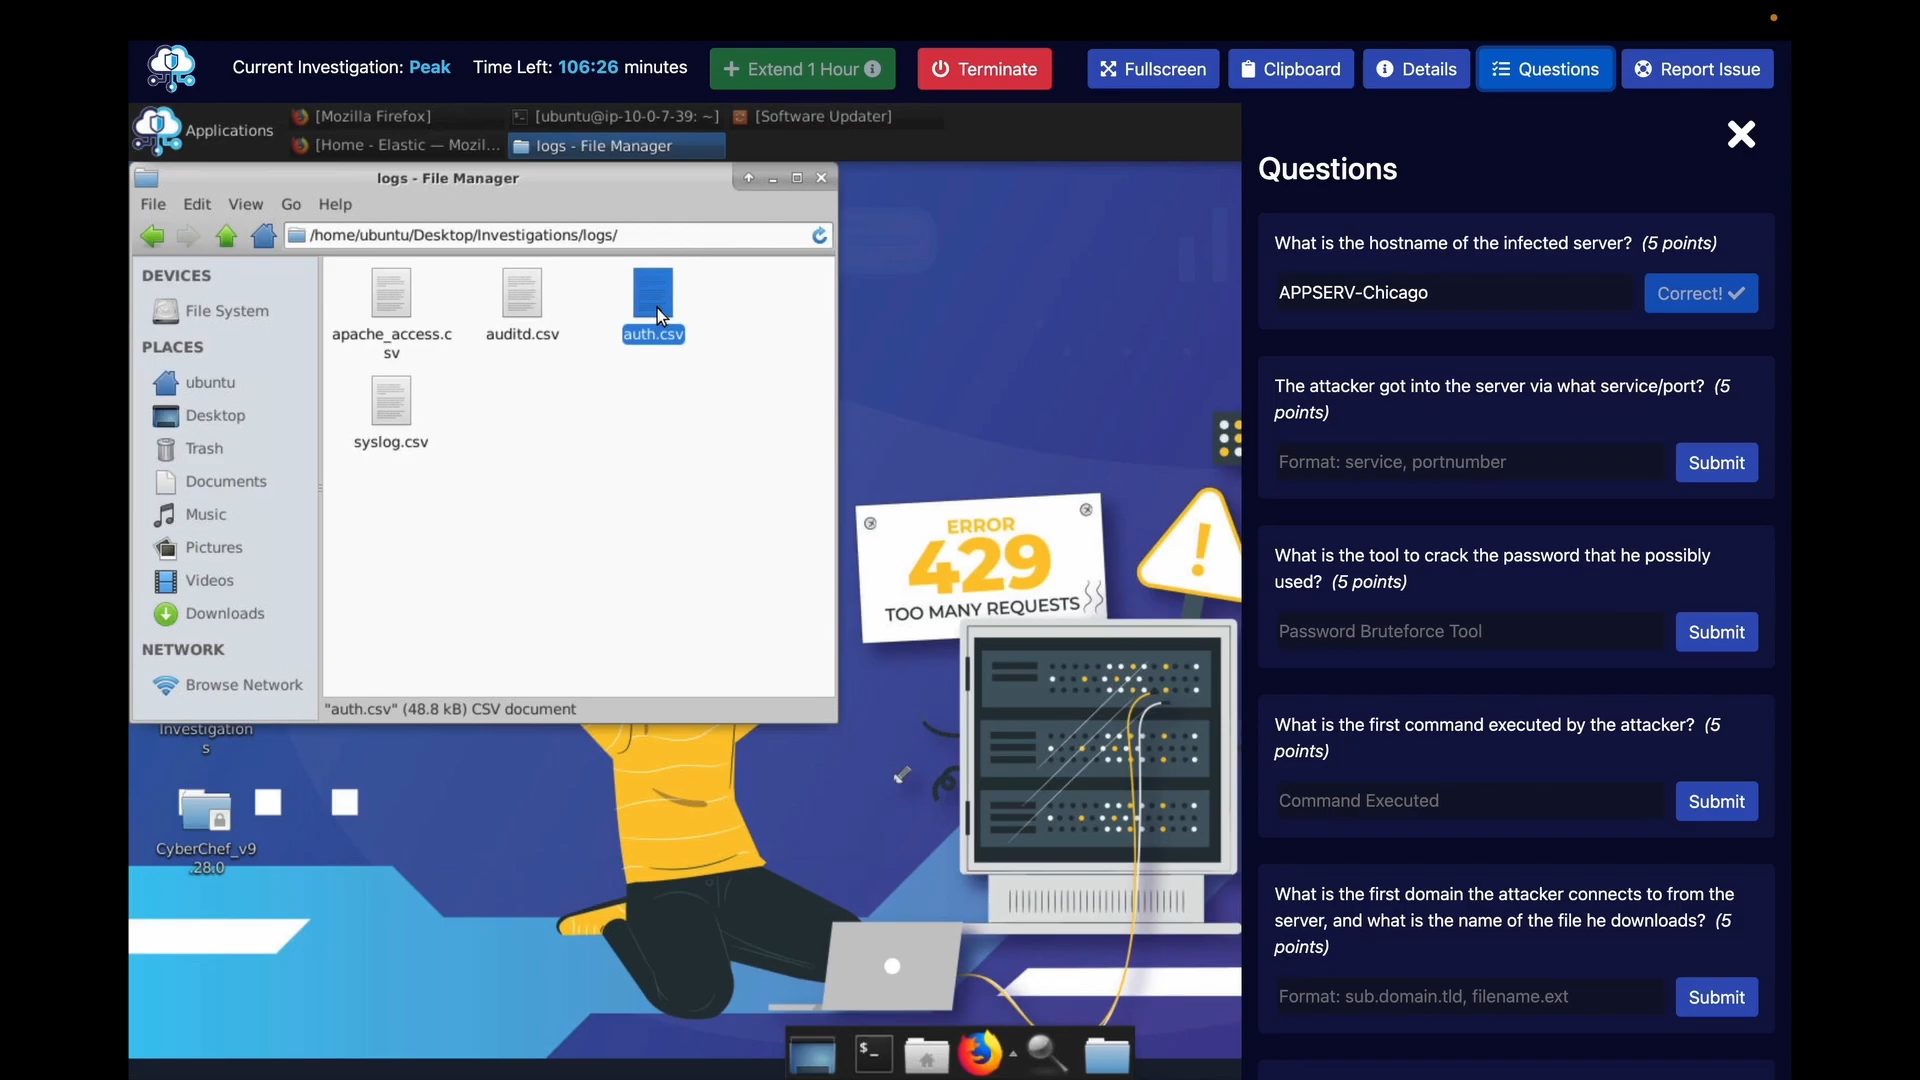 Current Investigation: Peak Time Left: 106:26 minutes
Extend 1 Hour
Terminate
Fullscreen
Clipboard
Details
Questions
Report Issue
Applications
[Mozilla Firefox]
[ubuntu@ip-10-0-7-39: ~]
[Software Updater]
[Home - Elastic — Mozil...
logs - File Manager
logs - File Manager
File Edit View Go Help
/home/ubuntu/Desktop/Investigations/logs/
DEVICES
File System
PLACES
ubuntu
Desktop
Trash
Documents
Music
Pictures
Videos
Downloads
NETWORK
Browse Network
apache_access.c
sv
auditd.csv
auth.csv
syslog.csv
"auth.csv" (48.8 kB) CSV document
Investigation
s
CyberChef_v9
.28.0
ERROR
429
TOO MANY REQUESTS
$_
Questions
What is the hostname of the infected server? (5 points)
APPSERV-Chicago
Correct!
The attacker got into the server via what service/port? (5
points)
Format: service, portnumber
Submit
What is the tool to crack the password that he possibly
used? (5 points)
Password Bruteforce Tool
Submit
What is the first command executed by the attacker? (5
points)
Command Executed
Submit
What is the first domain the attacker connects to from the
server, and what is the name of the file he downloads? (5
points)
Format: sub.domain.tld, filename.ext
Submit